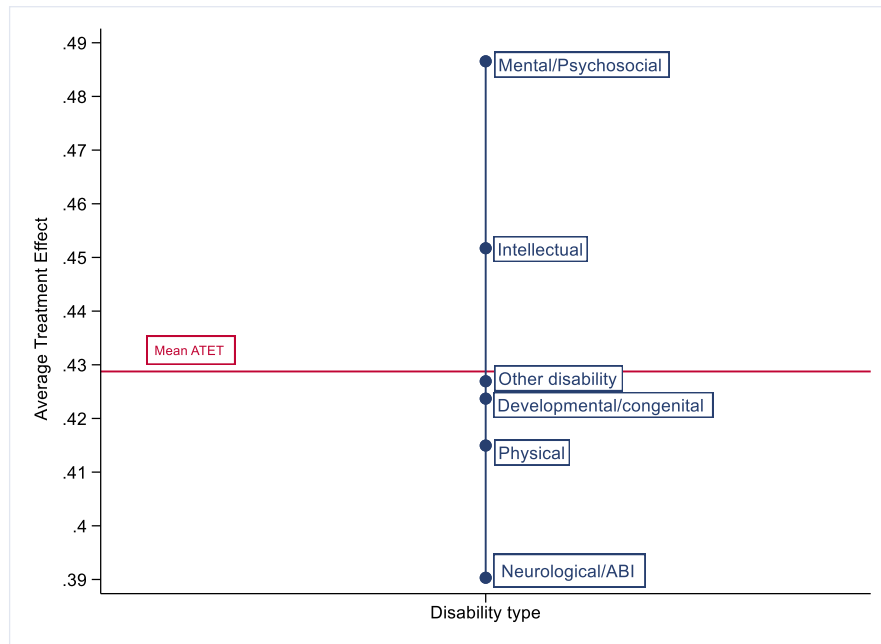 .49
Mental/Psychosocial
.48
.47
.46
.45
Intellectual
.44
Mean ATET
.43
Other disability
Developmental/congenital
.42
Physical
.41
.4
Neurological/ABI
.39
Average Treatment Effect
Disability type